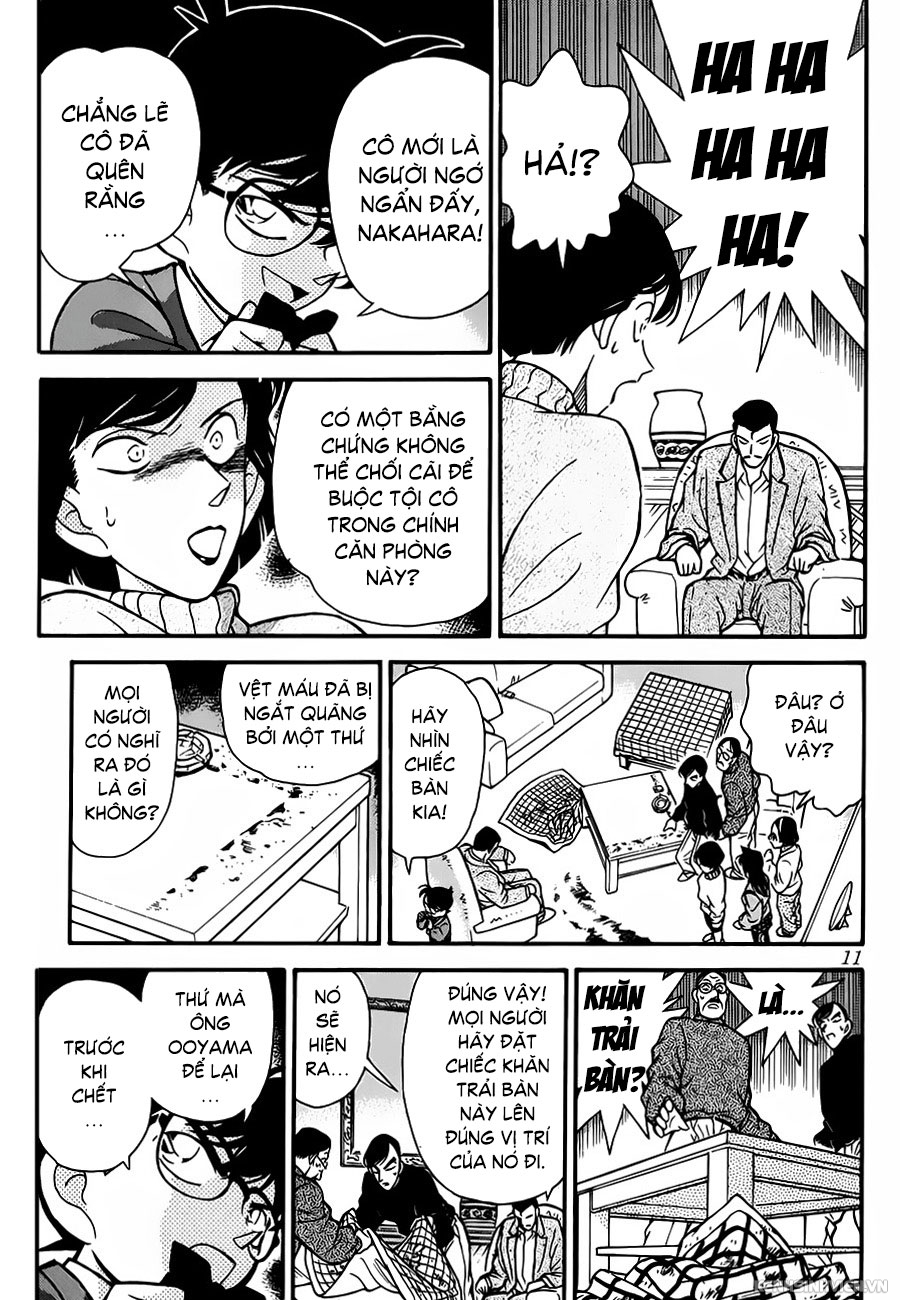 HA HA
HA HA
HA!
HẢ!?
CÔ MỚI LÀ
NGƯỜI NGỚ
NGẨN ĐẤY,
NAKAHARA!
CHẲNG LẼ
CÔ ĐÃ
QUÊN
RẰNG
...
CÓ MỘT BẰNG
CHỨNG KHÔNG
THỂ CHỐI CÃI ĐỂ
BUỘC TỘI CÔ
TRONG CHÍNH
CĂN PHÒNG
NÀY?
ĐÂU? Ở
ĐÂU
VẬY?
HÃY
NHÌN
CHIẾC
BÀN
KIA!
VỆT MÁU ĐÃ BỊ
NGẮT QUÃNG
BỞI MỘT THỨ
...
MỌI
NGƯỜI
CÓ NGHĨ
RA ĐÓ
LÀ GÌ
KHÔNG?
11
LÀ...
KHĂN
TRẢI
BÀN?
ĐÚNG VẬY!
MỌI NGƯỜI
HÃY ĐẶT
CHIẾC KHĂN
TRẢI BÀN
NÀY LÊN
ĐÚNG VỊ TRÍ
CỦA NÓ ĐI.
NÓ
SẼ
HIỆN
RA...
THỨ MÀ
ÔNG
OOYAMA
ĐỂ LẠI
...
TRƯỚC
KHI
CHẾT
...